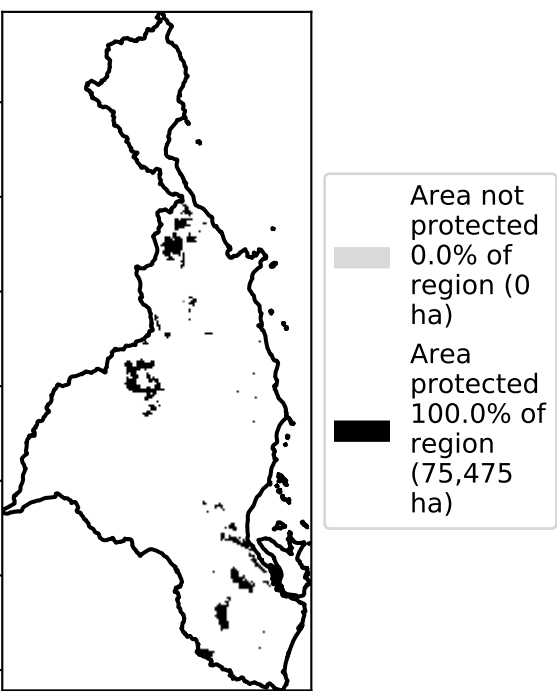 Area not
protected
0.0% of
region (0
ha)
Area
protected
100.0% of
region
(75,475
ha)